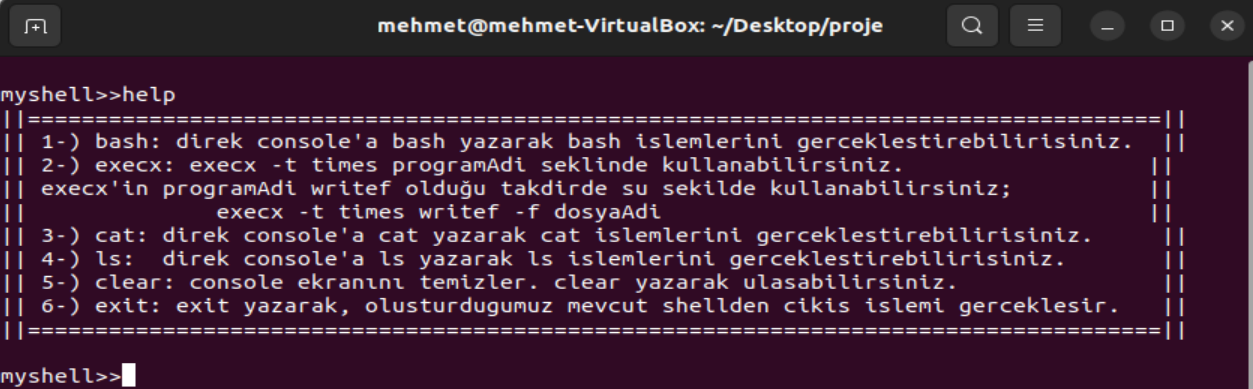 mehmet@mehmet-VirtualBox: ~/Desktop/proje
myshell>>help
||====================================================================================||
|| 1-) bash: direk console'a bash yazarak bash islemlerini gerceklestirebilirisiniz.  ||
|| 2-) execx: execx -t times programAdi seklinde kullanabilirsiniz.                  ||
|| execx'in programAdi writef olduğu takdirde su sekilde kullanabilirsiniz;          ||
||              execx -t times writef -f dosyaAdi                                    ||
|| 3-) cat: direk console'a cat yazarak cat islemlerini gerceklestirebilirisiniz.     ||
|| 4-) ls:  direk console'a ls yazarak ls islemlerini gerceklestirebilirisiniz.       ||
|| 5-) clear: console ekranını temizler. clear yazarak ulasabilirsiniz.               ||
|| 6-) exit: exit yazarak, olusturdugumuz mevcut shellden cikis islemi gerceklesir.   ||
||====================================================================================||
myshell>>